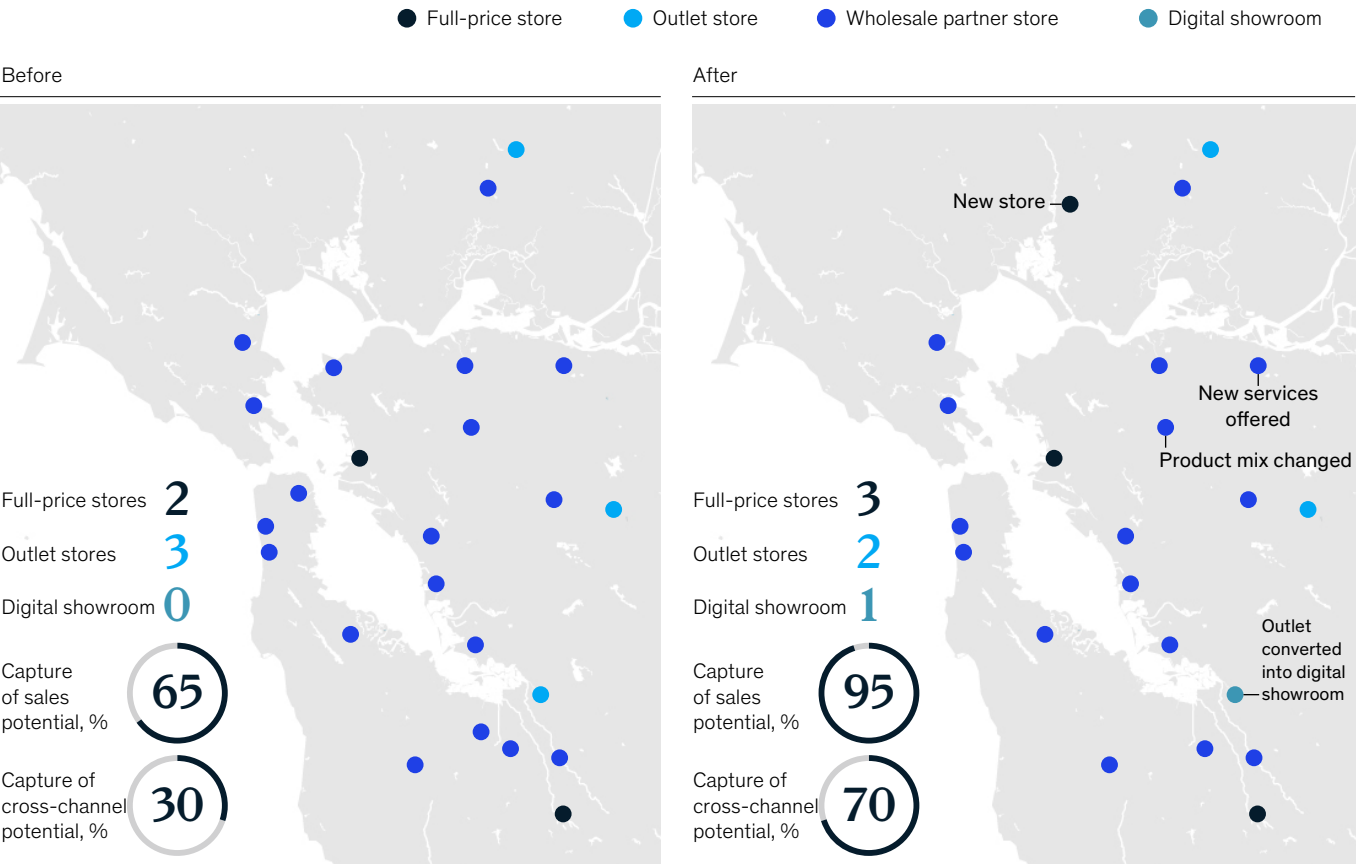 Full-price store
Outlet store
Wholesale partner store
Digital showroom
Before
Full-price stores 2
Outlet stores 3
Digital showroom 0
Capture
of sales
potential, %
65
Capture of
cross-channel
potential, %
30
After
New store
New services
offered
Product mix changed
Full-price stores 3
Outlet stores 2
Digital showroom 1
Outlet
converted
into digital
showroom
Capture
of sales
potential, %
95
Capture of
cross-channel
potential, %
70